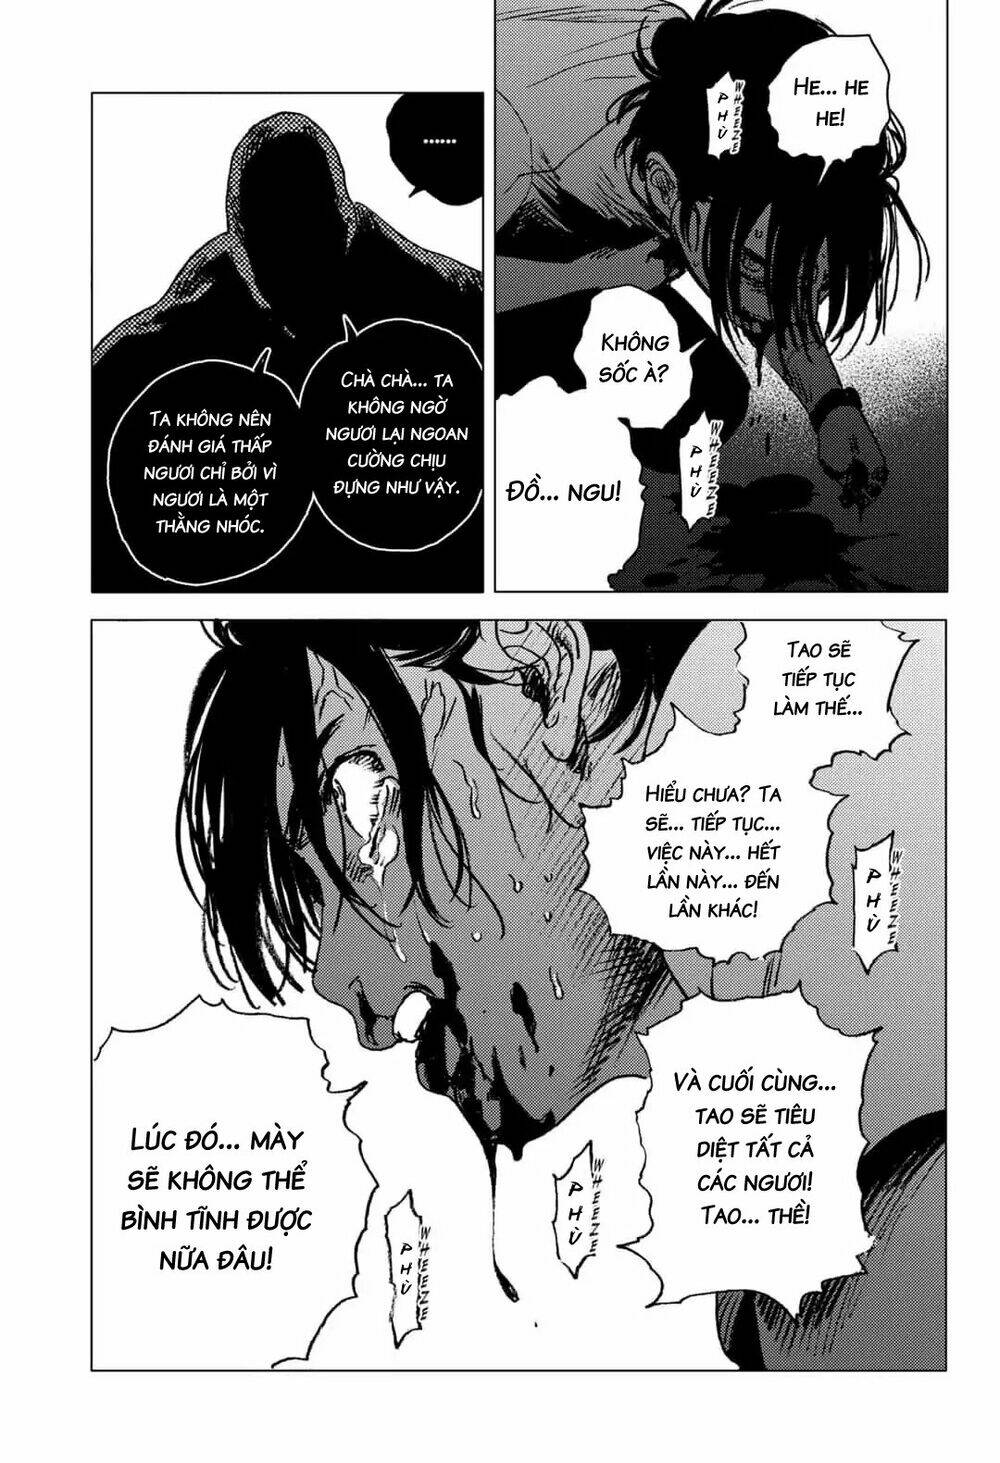 HE... HE
HE!
PHÙ
WHEEZE
KHÔNG
SỐC À?
PHÙ
WHEEZE
ĐỒ... NGU!
.......
CHÀ CHÀ... TA
KHÔNG NGỜ
NGƯƠI LẠI NGOAN
CƯỜNG CHỊU
ĐỰNG NHƯ VẬY.
TA KHÔNG NÊN
ĐÁNH GIÁ THẤP
NGƯƠI CHỈ BỞI VÌ
NGƯƠI LÀ MỘT
THẰNG NHÓC.
TAO SẼ
TIẾP TỤC
LÀM THẾ...
HIỂU CHƯA? TA
SẼ... TIẾP TỤC...
VIỆC NÀY... HẾT
LẦN NÀY... ĐẾN
LẦN KHÁC!
PHÙ
WHEEZE
VÀ CUỐI CÙNG...
TAO SẼ TIÊU
DIỆT TẤT CẢ
CÁC NGƯƠI!
TAO... THỀ!
PHÙ
WHEEZE
PHÙ
WHEEZE
LÚC ĐÓ... MÀY
SẼ KHÔNG THỂ
BÌNH TĨNH ĐƯỢC
NỮA ĐÂU!